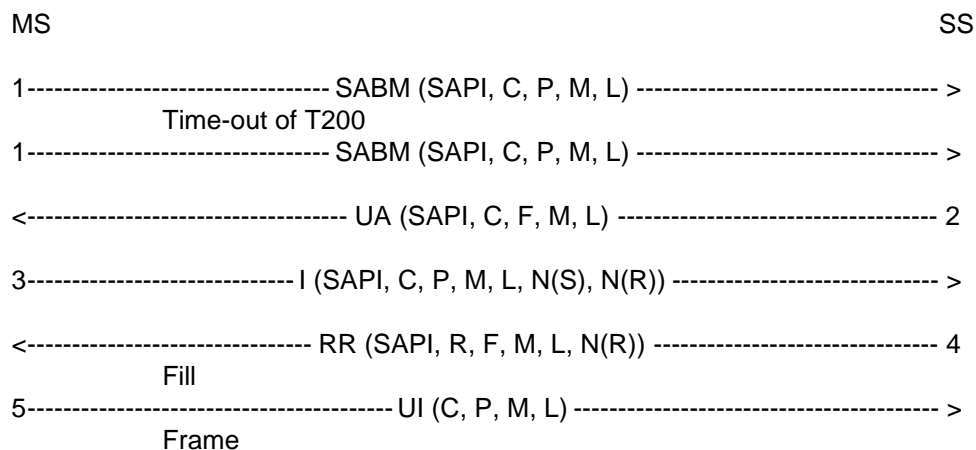 MS SS
1---------------------------------- SABM (SAPI, C, P, M, L) ---------------------------------- >
Time-out of T200
1---------------------------------- SABM (SAPI, C, P, M, L) ---------------------------------- >
<------------------------------------ UA (SAPI, C, F, M, L) ------------------------------------ 2
3------------------------------ I (SAPI, C, P, M, L, N(S), N(R)) ------------------------------ >
<-------------------------------- RR (SAPI, R, F, M, L, N(R)) -------------------------------- 4
Fill
5----------------------------------------- UI (C, P, M, L) ----------------------------------------- >
Frame